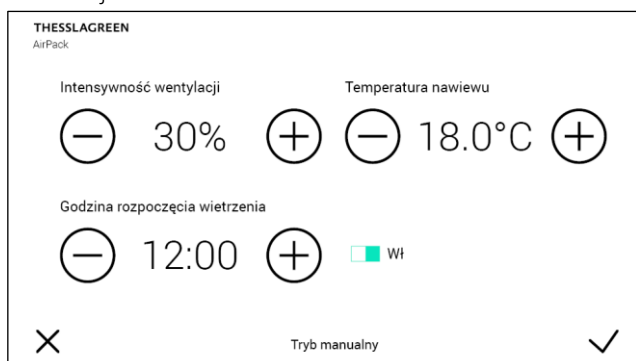 THESSLAGREEN
AirPack
Intensywność wentylacji
Temperatura nawiewu
30%
18.0°C
Godzina rozpoczęcia wietrzenia
12:00
Wł
Tryb manualny